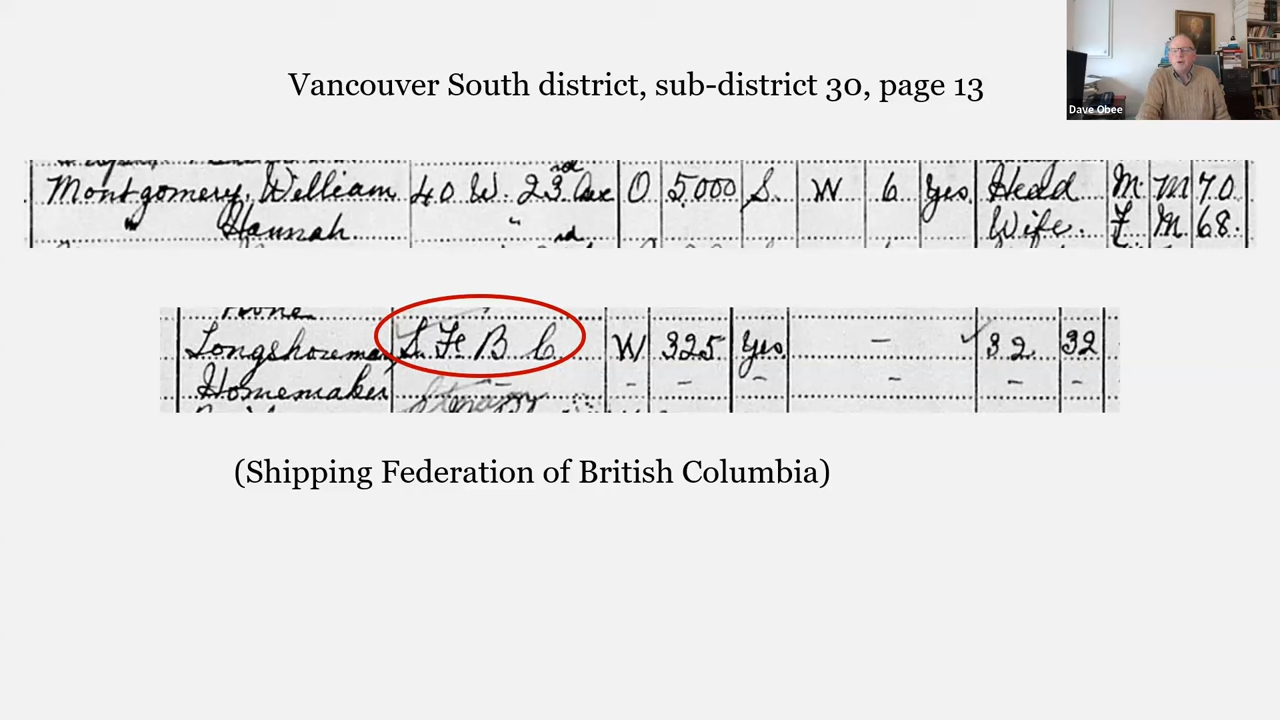 Dave Obee
Vancouver South district, sub-district 30, page 13
Montgomery, William 40 W. 23rd Ave O 5,000 S. W 6 Yes Head M. M 70
" Hannah " Wife. F M 68.
Longshoreman S. F. B C W 325 Yes - 32 32
Homemaker - - - - - -
(Shipping Federation of British Columbia)